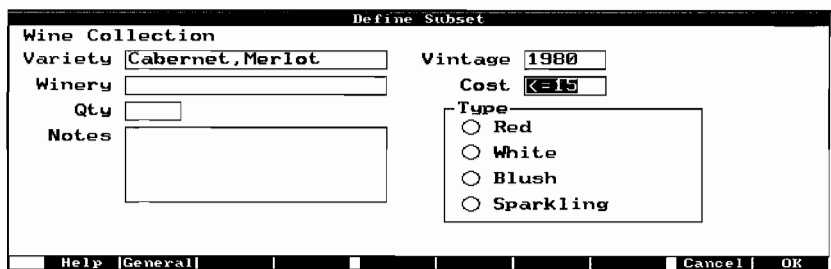 Define Subset
Wine Collection
Variety Cabernet,Merlot Vintage 1980
Winery Cost <=15
Qty Type
Red
Notes
White
Blush
Sparkling
Help General Cancel OK